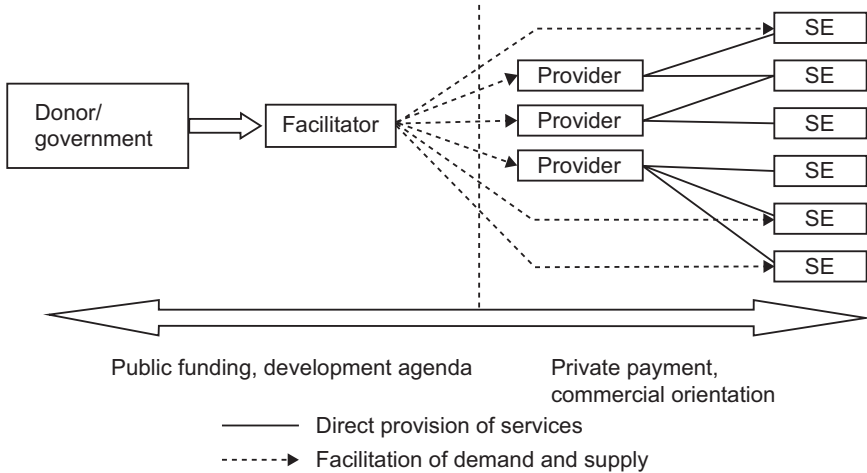 SE
Provider
SE
Donor/
government
Facilitator
Provider
SE
Provider
SE
SE
SE
Public funding, development agenda
Private payment,
commercial orientation
Direct provision of services
Facilitation of demand and supply